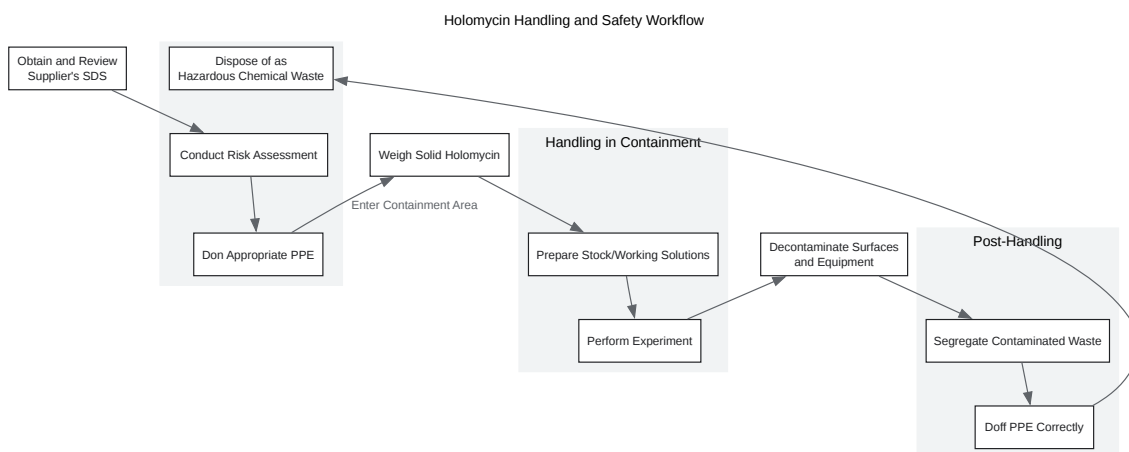 Holomycin Handling and Safety Workflow
Obtain and Review
Supplier's SDS
Dispose of as
Hazardous Chemical Waste
Conduct Risk Assessment
Weigh Solid Holomycin
Handling in Containment
Enter Containment Area
Don Appropriate PPE
Prepare Stock/Working Solutions
Decontaminate Surfaces
and Equipment
Post-Handling
Perform Experiment
Segregate Contaminated Waste
Doff PPE Correctly